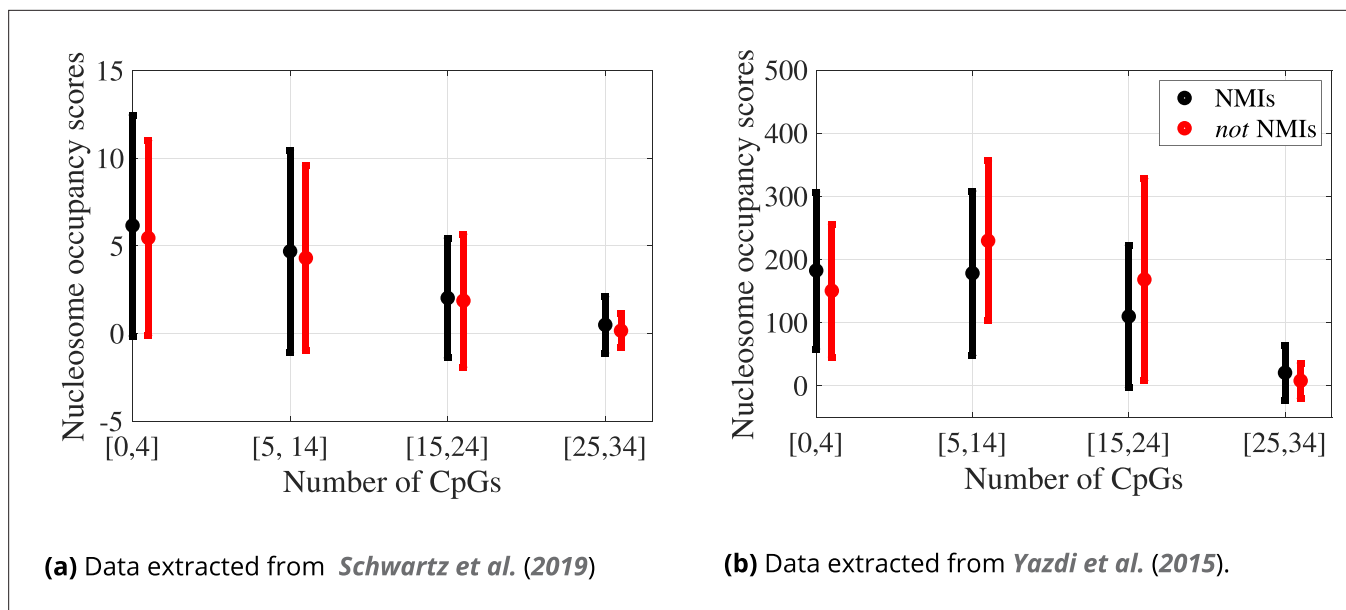 Nucleosome occupancy scores
15
10
5
0
-5
[0,4] [5, 14] [15,24] [25,34]
Number of CpGs
(a) Data extracted from Schwartz et al. (2019)
Nucleosome occupancy scores
500
400
300
200
100
0
NMIs
not NMIs
[0,4] [5,14] [15,24] [25,34]
Number of CpGs
(b) Data extracted from Yazdi et al. (2015).